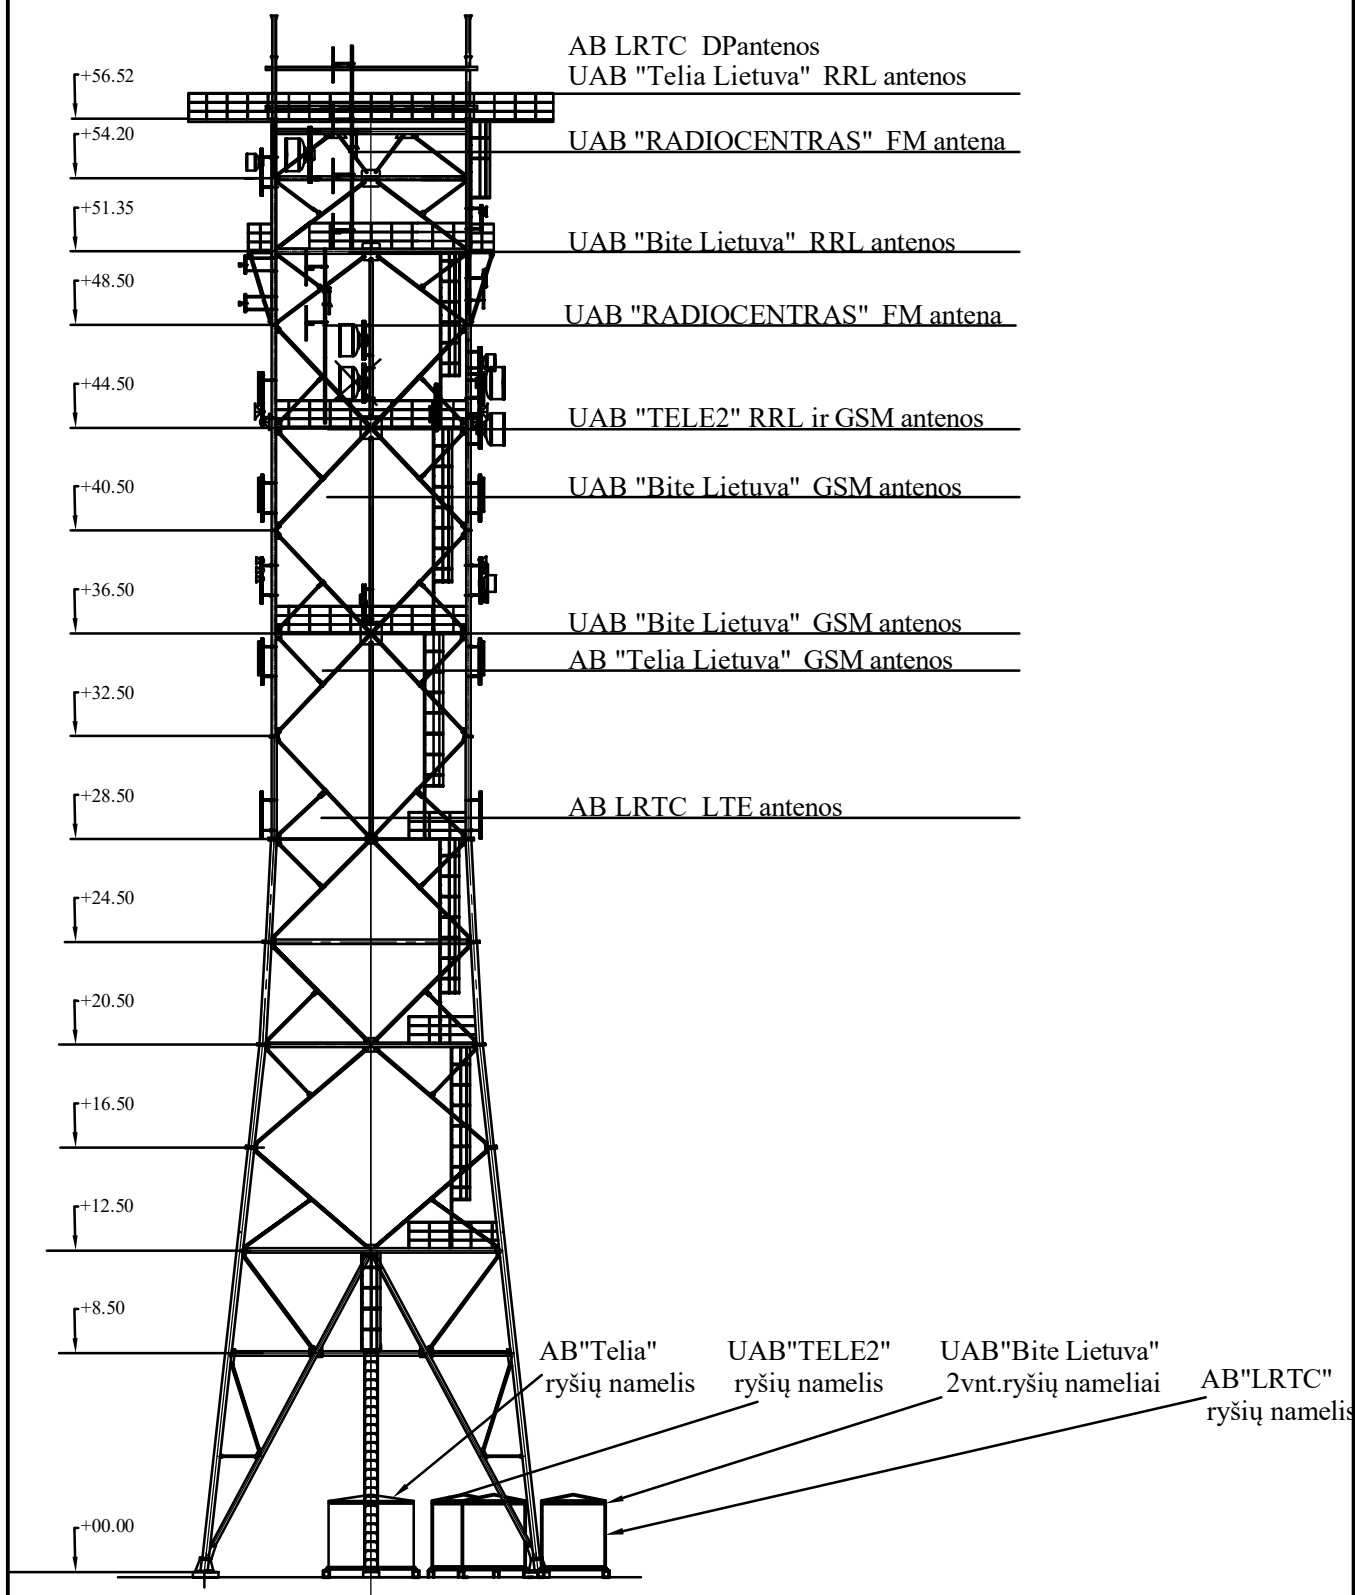 AB LRTC  DPantenos
+56.52
UAB "Telia Lietuva"  RRL antenos
+54.20
UAB "RADIOCENTRAS"  FM antena
+51.35
UAB "Bite Lietuva"  RRL antenos
+48.50
UAB "RADIOCENTRAS"  FM antena
+44.50
UAB "TELE2" RRL ir GSM antenos
+40.50
UAB "Bite Lietuva"  GSM antenos
+36.50
UAB "Bite Lietuva"  GSM antenos
AB "Telia Lietuva"  GSM antenos
+32.50
+28.50
AB LRTC  LTE antenos
+24.50
+20.50
+16.50
+12.50
+8.50
AB"Telia"
ryšių namelis
UAB"TELE2"
ryšių namelis
UAB"Bite Lietuva"
2vnt.ryšių nameliai
AB"LRTC"
ryšių namelis
+00.00